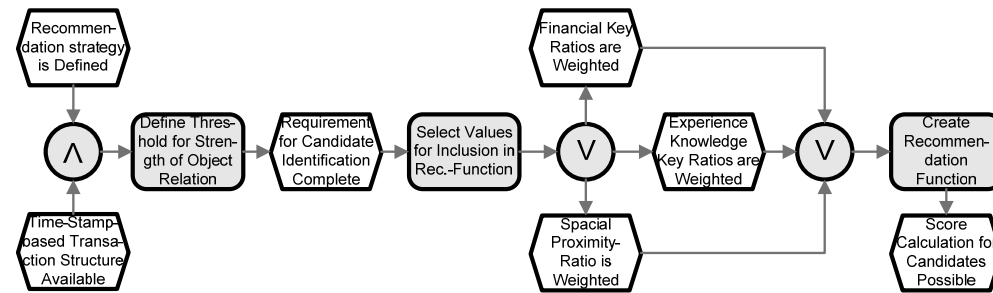 Recommen-
dation strategy
is Defined
Time-Stamp-
based Transa-
ction Structure
Available
Λ
Define Thres-
hold for Stren-
gth of Object
Relation
Requirement
for Candidate
Identification
Complete
Select Values
for Inclusion in
Rec.-Function
V
Financial Key
Ratios are
Weighted
Experience
Knowledge
Key Ratios are
Weighted
Spacial
Proximity-
Ratio is
Weighted
V
Create
Recommen-
dation
Function
Score
Calculation for
Candidates
Possible